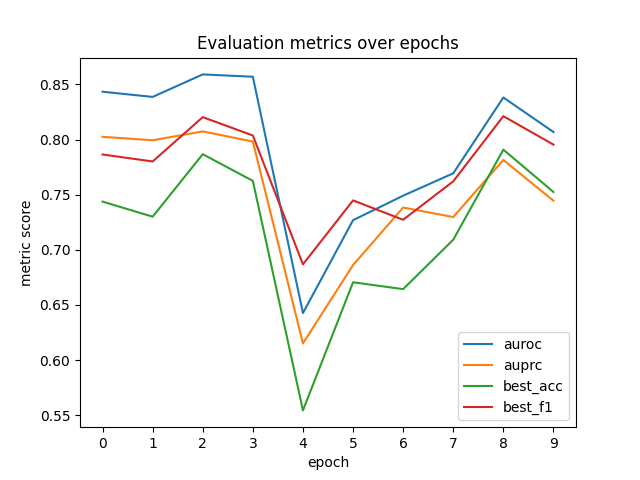 Evaluation metrics over epochs
metric score
0.85
0.80
0.75
0.70
0.65
0.60
0.55
auroc
auprc
best_acc
best_f1
0 1 2 3 4 5 6 7 8 9
epoch